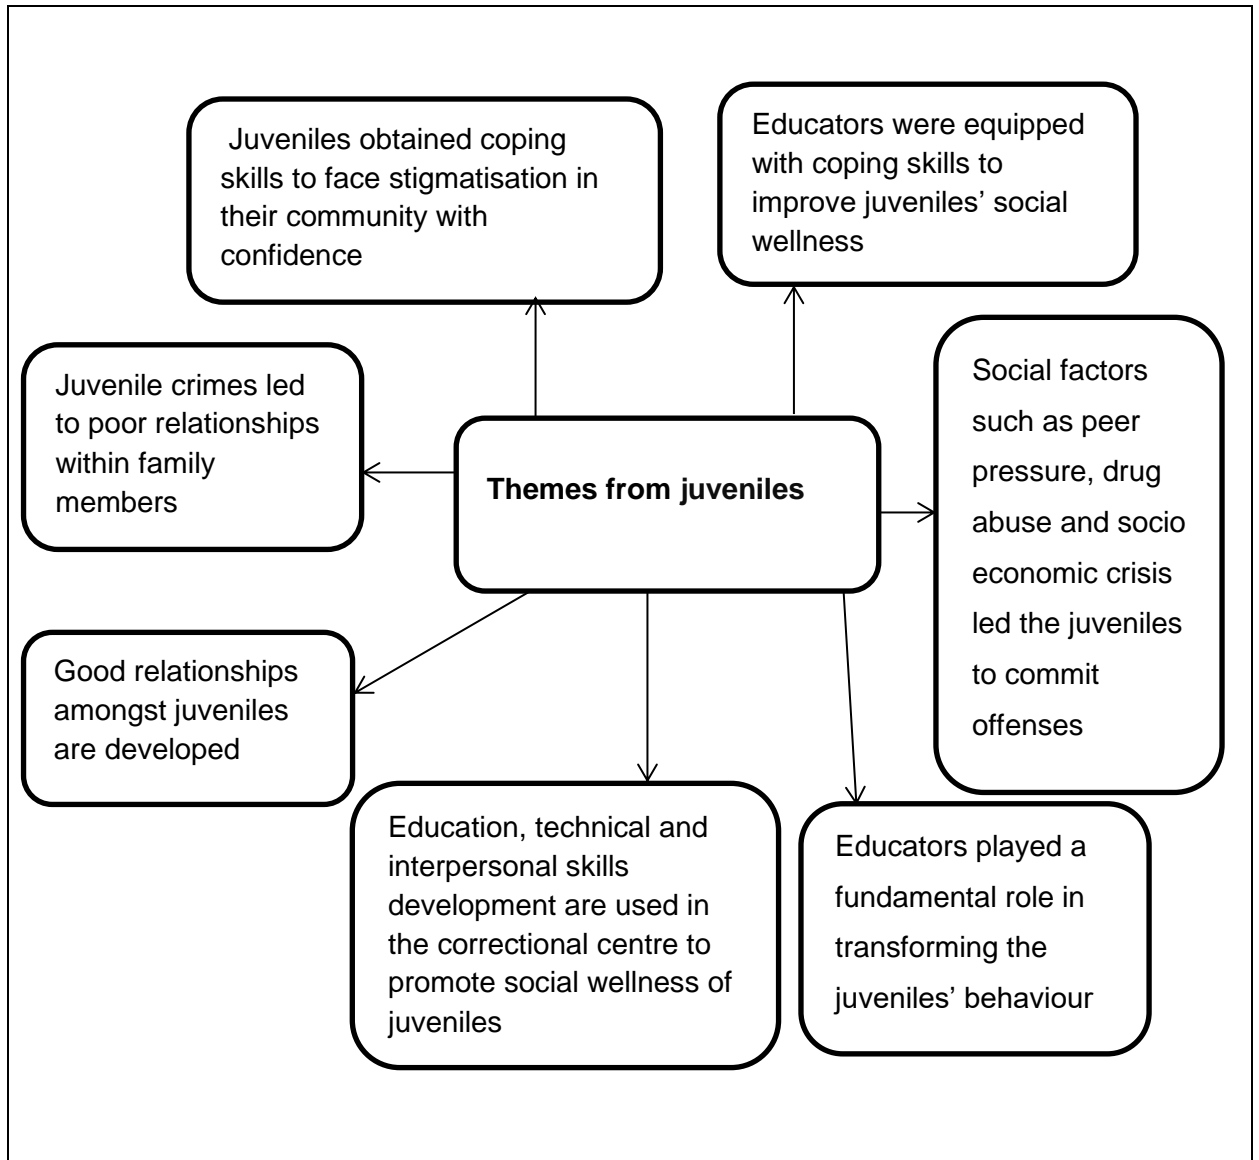 Juveniles obtained coping
skills to face stigmatisation in
their community with
confidence
Educators were equipped
with coping skills to
improve juveniles’ social
wellness
Juvenile crimes led
to poor relationships
within family
members
Themes from juveniles
Social factors
such as peer
pressure, drug
abuse and socio
economic crisis
led the juveniles
to commit
offenses
Good relationships
amongst juveniles
are developed
Education, technical and
interpersonal skills
development are used in
the correctional centre to
promote social wellness of
juveniles
Educators played a
fundamental role in
transforming the
juveniles’ behaviour